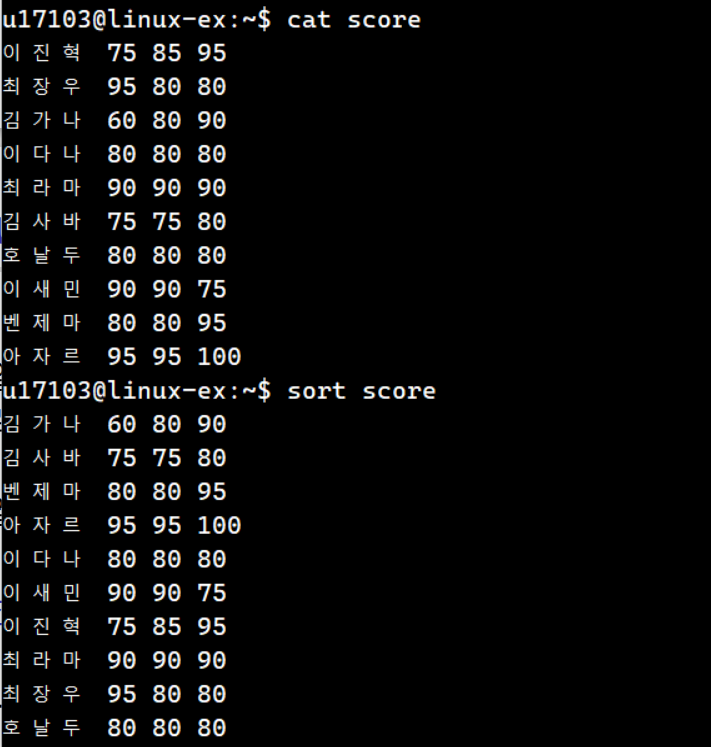 u17103@linux-ex:~$ cat score
이진혁 75 85 95
최장우 95 80 80
김가나 60 80 90
이다나 80 80 80
최라마 90 90 90
김사바 75 75 80
호날두 80 80 80
이새민 90 90 75
벤제마 80 80 95
아자르 95 95 100
u17103@linux-ex:~$ sort score
김가나 60 80 90
김사바 75 75 80
벤제마 80 80 95
아자르 95 95 100
이다나 80 80 80
이새민 90 90 75
이진혁 75 85 95
최라마 90 90 90
최장우 95 80 80
호날두 80 80 80